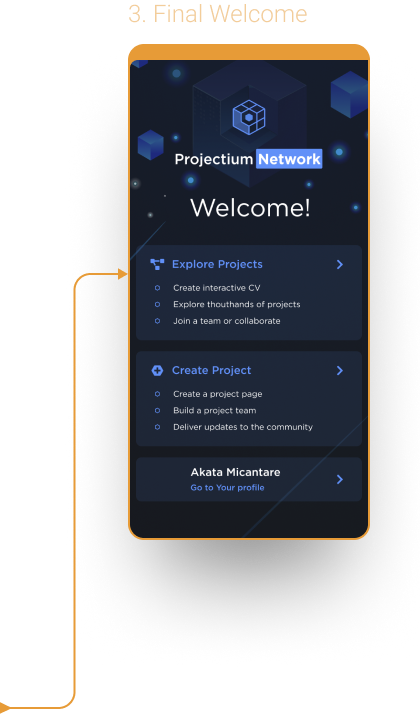 3. Final Welcome
Projectium Network
Welcome!
Explore Projects
Create interactive CV
Explore thouthands of projects
Join a team or collaborate
Create Project
Create a project page
Build a project team
Deliver updates to the community
Akata Micantare
Go to Your profile